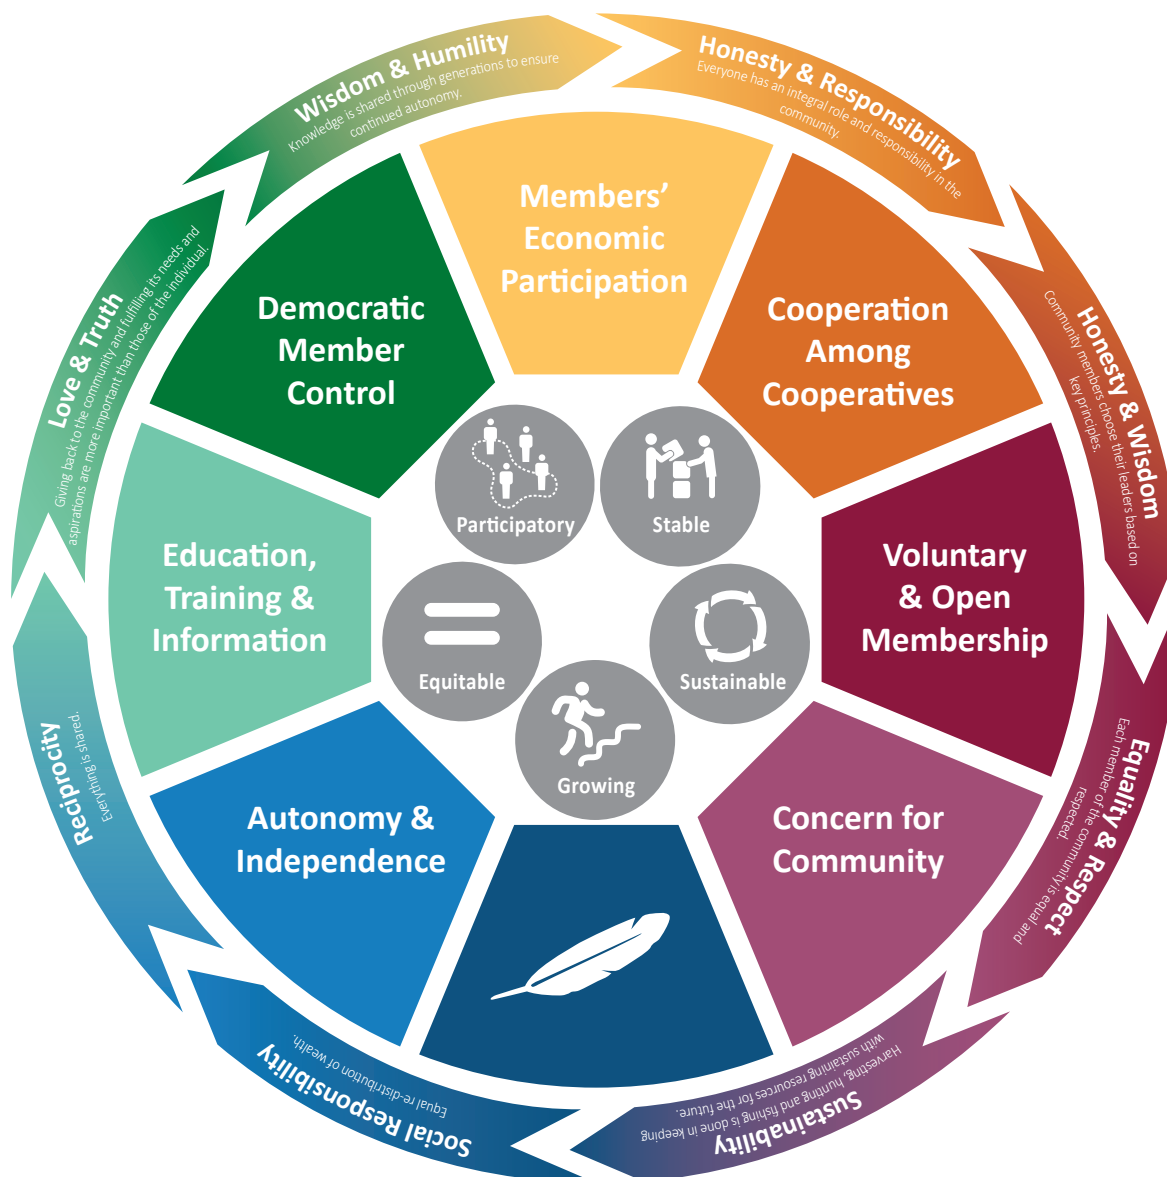 Wisdom & Humility
Knowledge is shared through generations to ensure
continued autonomy.
Honesty & Responsibility
Everyone has an integral role and responsibility in the
community.
Honesty & Wisdom
Community members choose their leaders based on
key principles.
Equality & Respect
Each member of the community is equal and
respected.
Sustainability
Harvesting, hunting and fishing is done in keeping
with sustaining resources for the future.
Social Responsibility
Equal re-distribution of wealth.
Reciprocity
Everything is shared.
Love & Truth
Giving back to the community and fulfilling its needs and
aspirations are more important than those of the individual.
Members’
Economic
Participation
Cooperation
Among
Cooperatives
Voluntary
& Open
Membership
Concern for
Community
Autonomy &
Independence
Education,
Training &
Information
Democratic
Member
Control
Participatory
Stable
Equitable
Sustainable
Growing